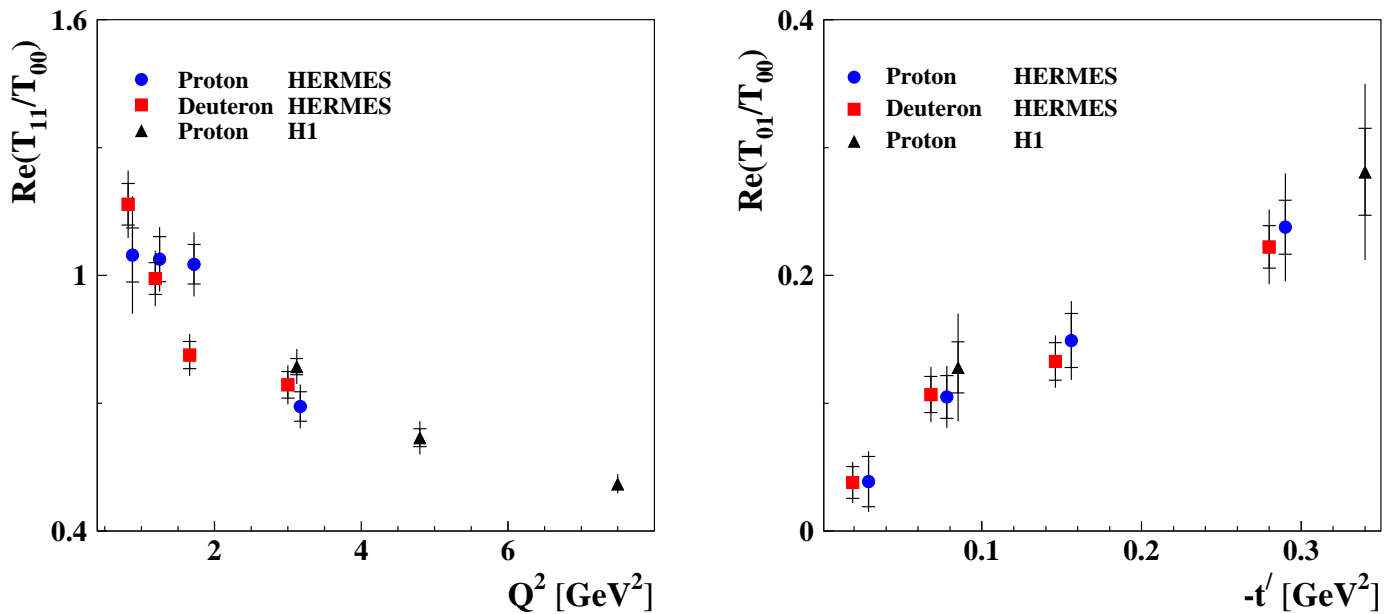 Re(T₁₁/T₀₀)
1.6
1
0.4
Proton HERMES
Deuteron HERMES
Proton H1
2 4 6
Q² [GeV²]
Re(T₀₁/T₀₀)
0.4
0.2
0
Proton HERMES
Deuteron HERMES
Proton H1
0.1 0.2 0.3
-t′ [GeV²]